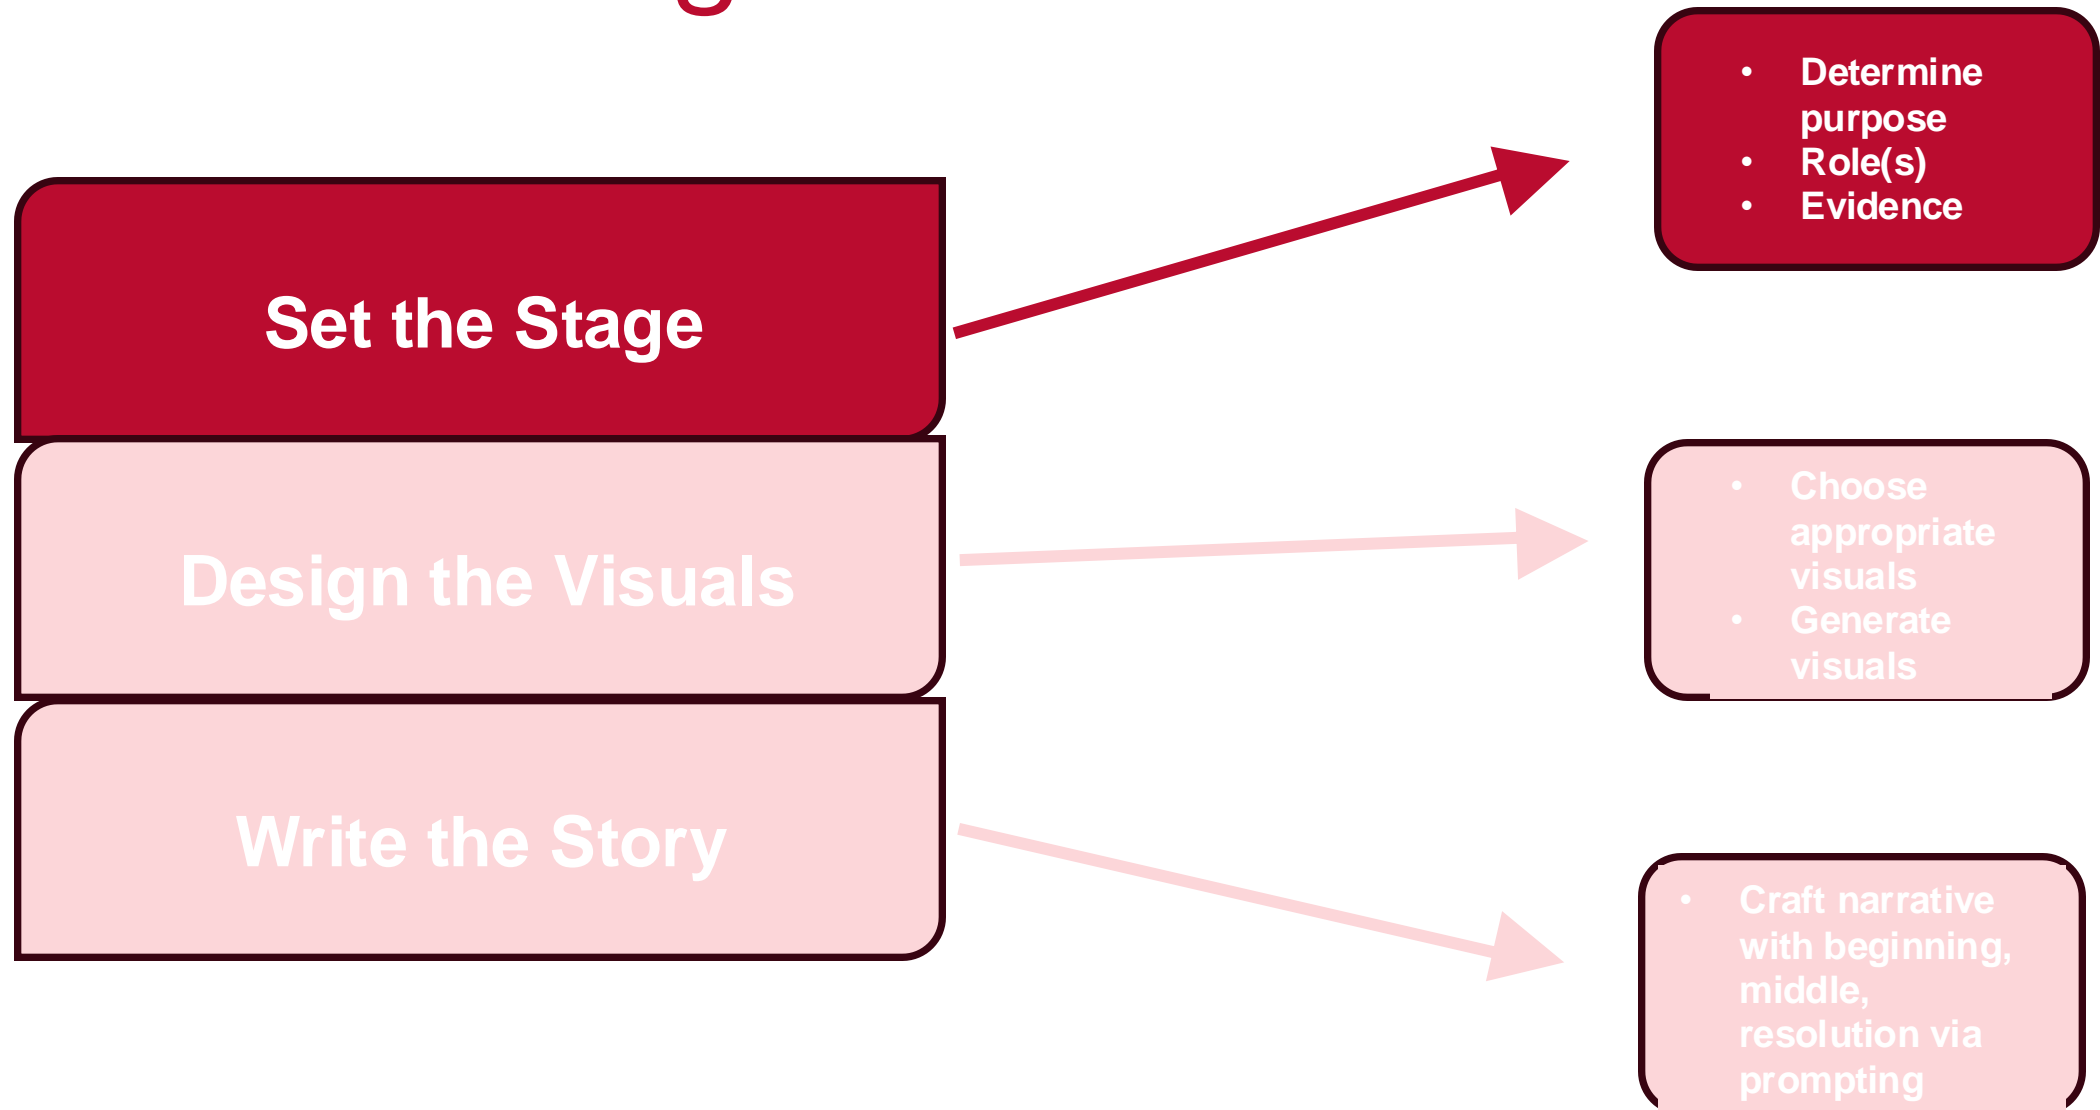 Set the Stage
• Determine
purpose
• Role(s)
• Evidence
Design the Visuals
• Choose
appropriate
visuals
• Generate
visuals
Write the Story
• Craft narrative
with beginning,
middle,
resolution via
prompting